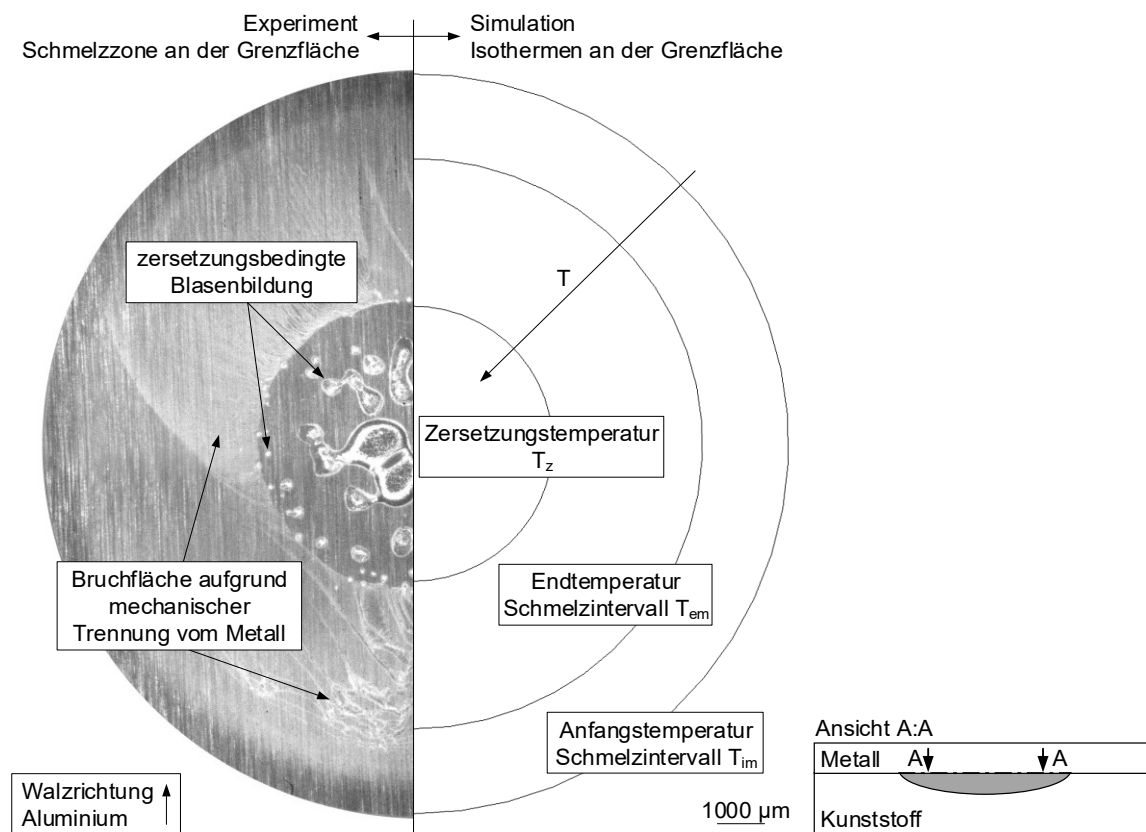 Experiment
Schmelzzone an der Grenzfläche
Simulation
Isothermen an der Grenzfläche
zersetzungsbedingte
Blasenbildung
T
Zersetzungstemperatur
Tz
Bruchfläche aufgrund
mechanischer
Trennung vom Metall
Endtemperatur
Schmelzintervall Tem
Anfangstemperatur
Schmelzintervall Tim
Walzrichtung
Aluminium
1000 µm
Ansicht A:A
Metall A A
Kunststoff